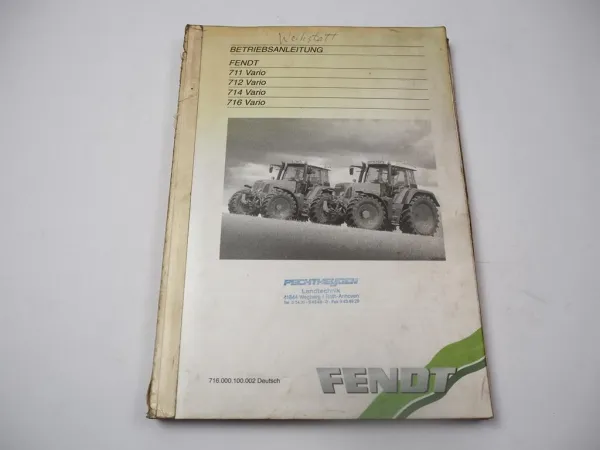 Werkstatt
BETRIEBSANLEITUNG
FENDT
711 Vario
712 Vario
714 Vario
716 Vario
Landtechnik
716.000.100.002 Deutsch
FENDT